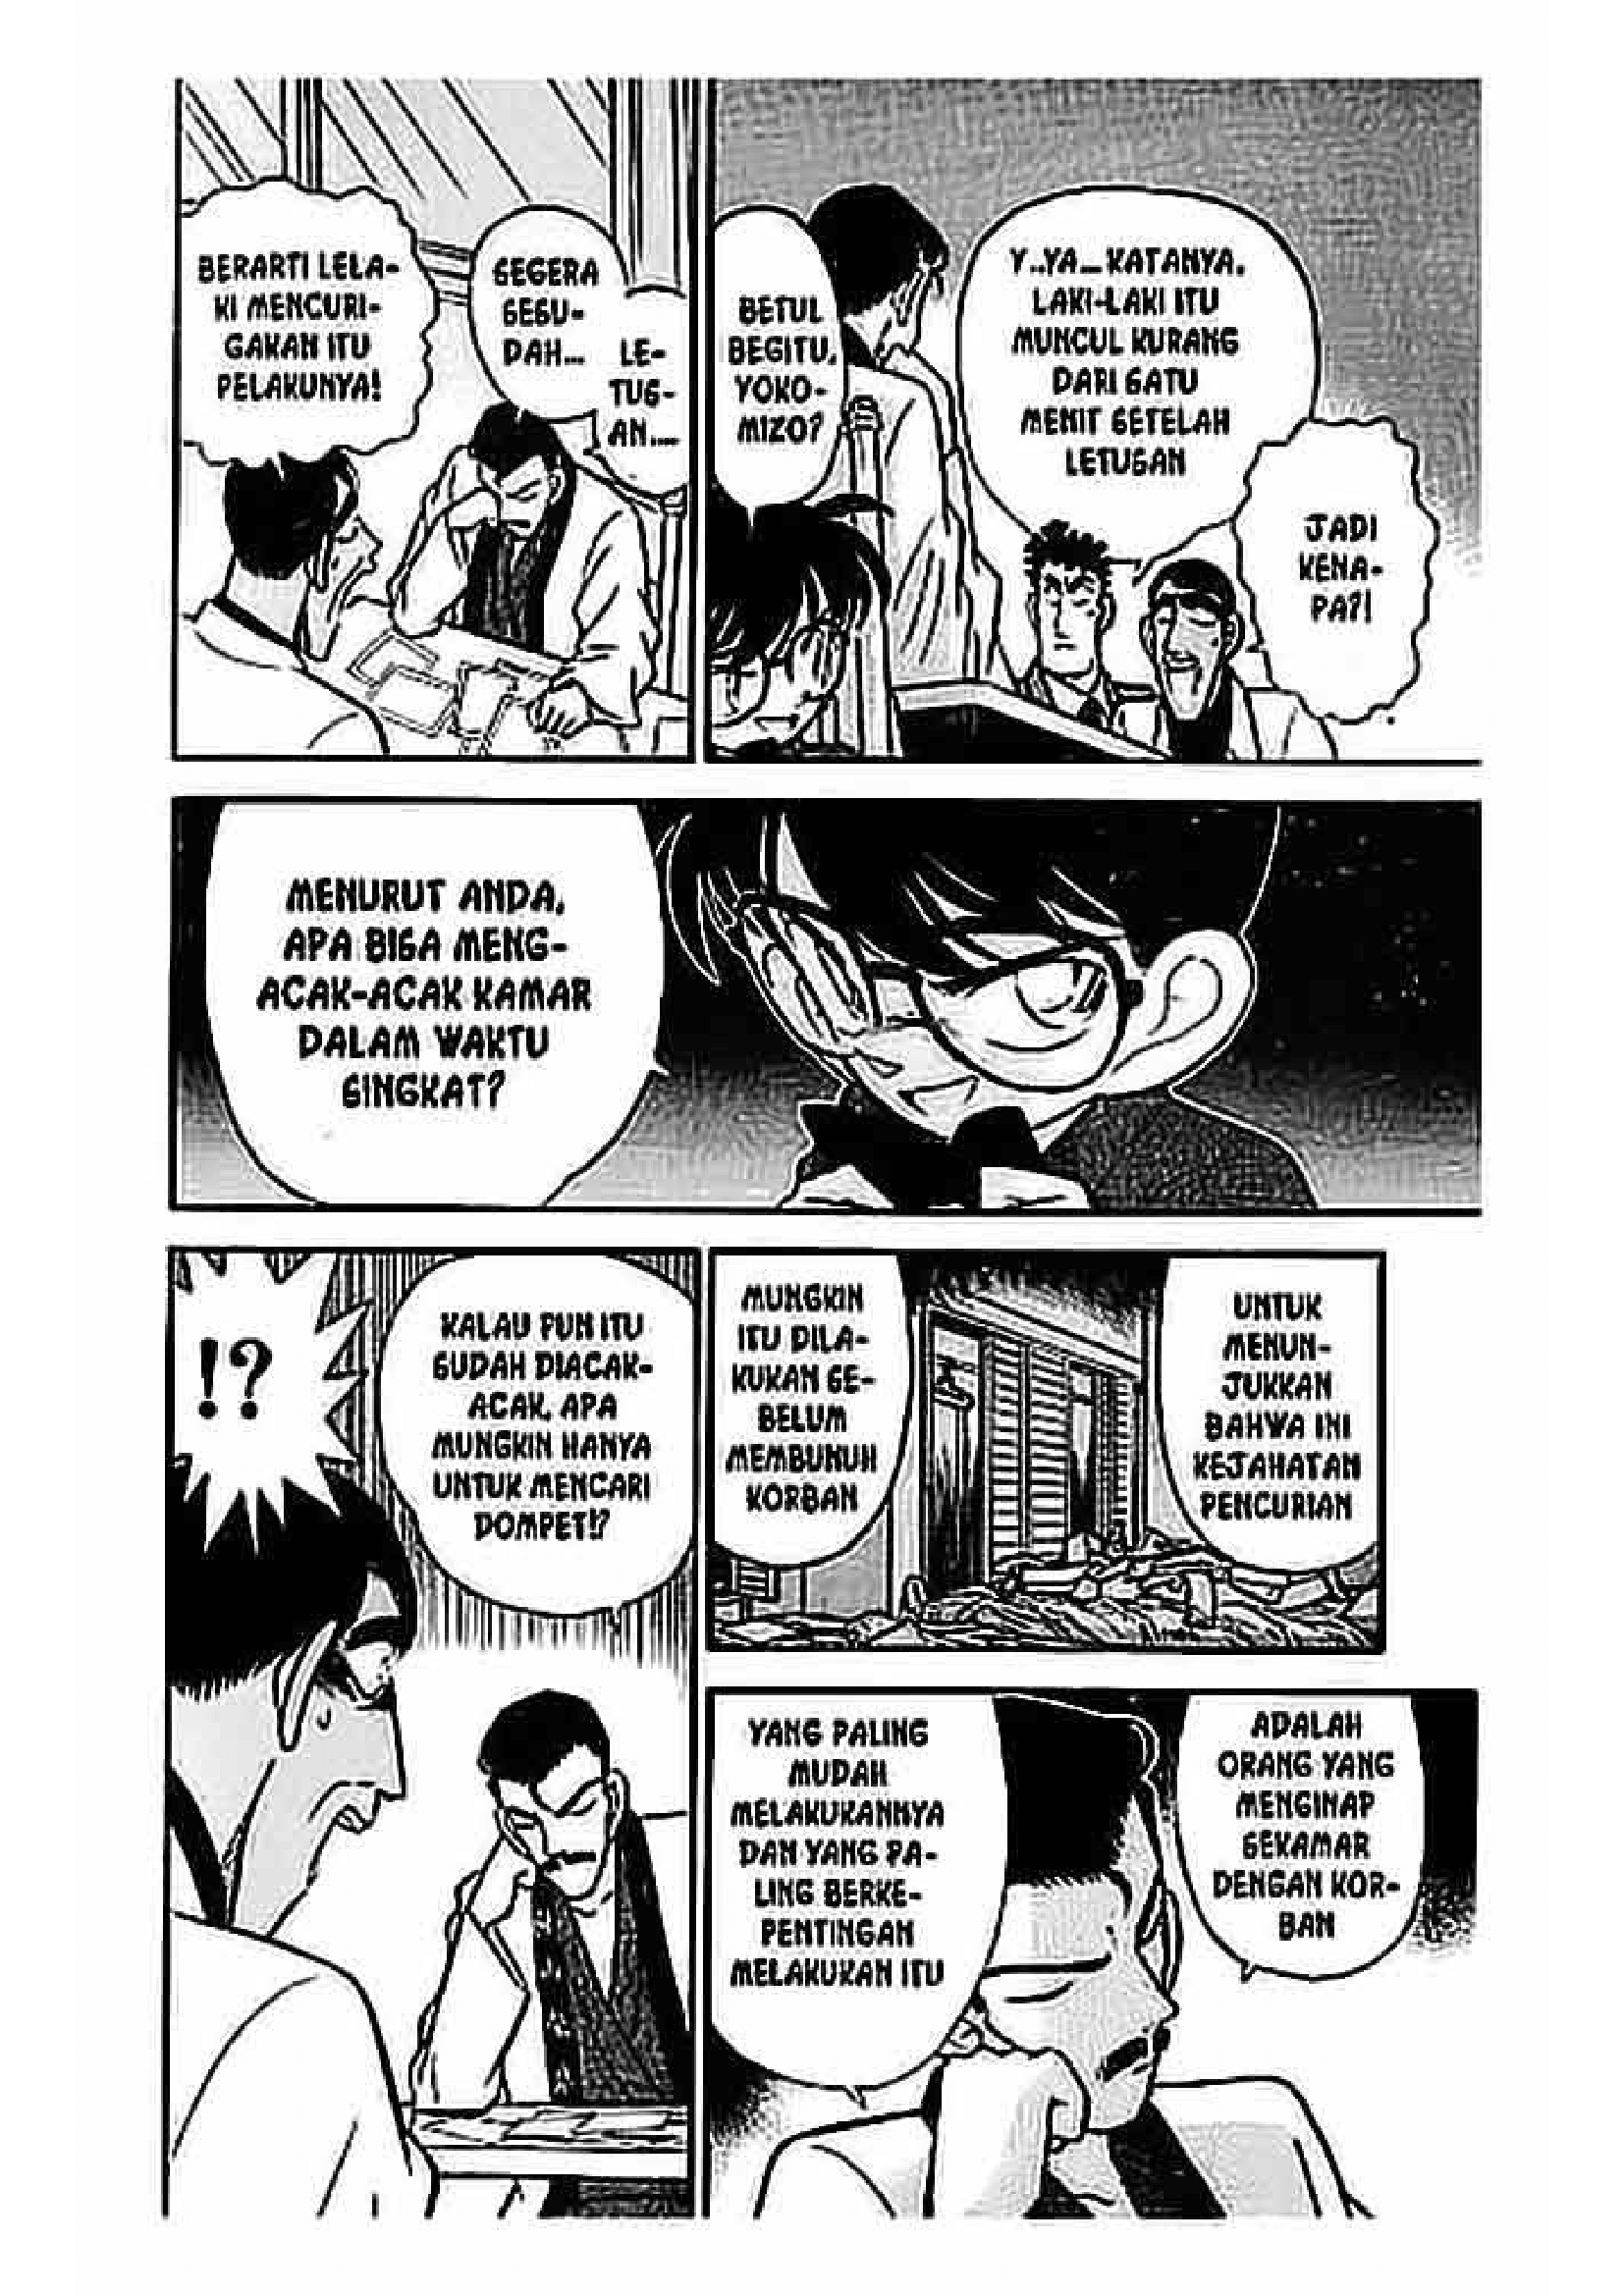 BERARTI LELA-
KI MENCURI-
GAKAN ITU
PELAKUNYA!
SEGERA
SESU-
DAH...
LE-
TUS-
AN....
BETUL
BEGITU,
YOKO-
MIZO?
Y..YA... KATANYA,
LAKI-LAKI ITU
MUNCUL KURANG
DARI SATU
MENIT SETELAH
LETUSAN
JADI
KENA-
PA?!
MENURUT ANDA,
APA BISA MENG-
ACAK-ACAK KAMAR
DALAM WAKTU
SINGKAT?
!?
KALAU PUN ITU
SUDAH DIACAK-
ACAK, APA
MUNGKIN HANYA
UNTUK MENCARI
DOMPET!?
MUNGKIN
ITU DILA-
KUKAN SE-
BELUM
MEMBUNUH
KORBAN
UNTUK
MENUN-
JUKKAN
BAHWA INI
KEJAHATAN
PENCURIAN
YANG PALING
MUDAH
MELAKUKANNYA
DAN YANG PA-
LING BERKE-
PENTINGAN
MELAKUKAN ITU
ADALAH
ORANG YANG
MENGINAP
SEKAMAR
DENGAN KOR-
BAN